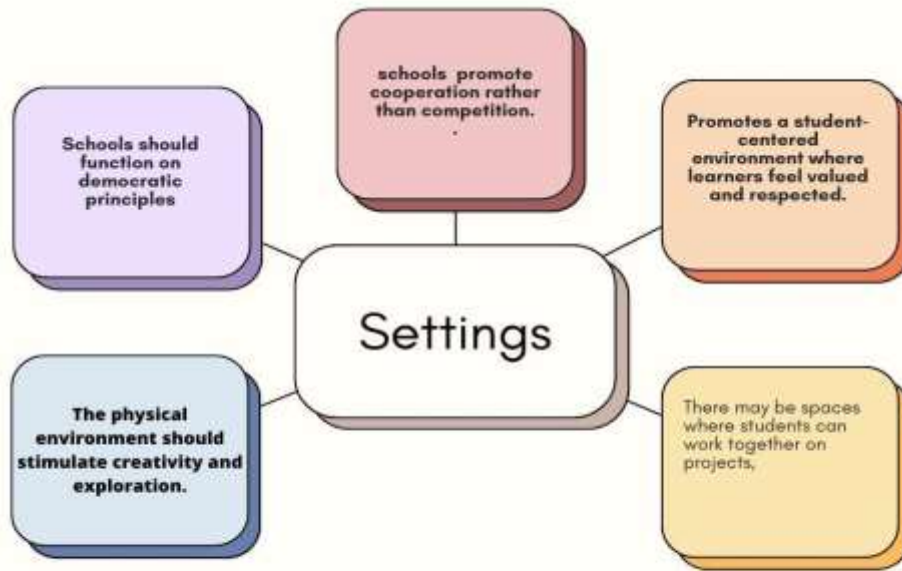 schools promote
cooperation rather
than competition.
.
Schools should
function on
democratic
principles
Promotes a student-
centered
environment where
learners feel valued
and respected.
Settings
The physical
environment should
stimulate creativity and
exploration.
There may be spaces
where students can
work together on
projects,